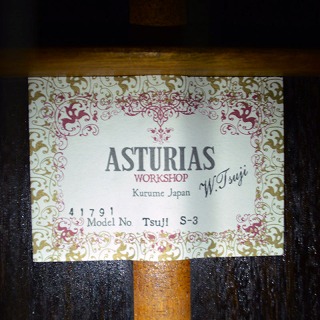 ASTURIAS
WORKSHOP
Kurume Japan
W.Tsuji
41791
Model No Tsuji S-3